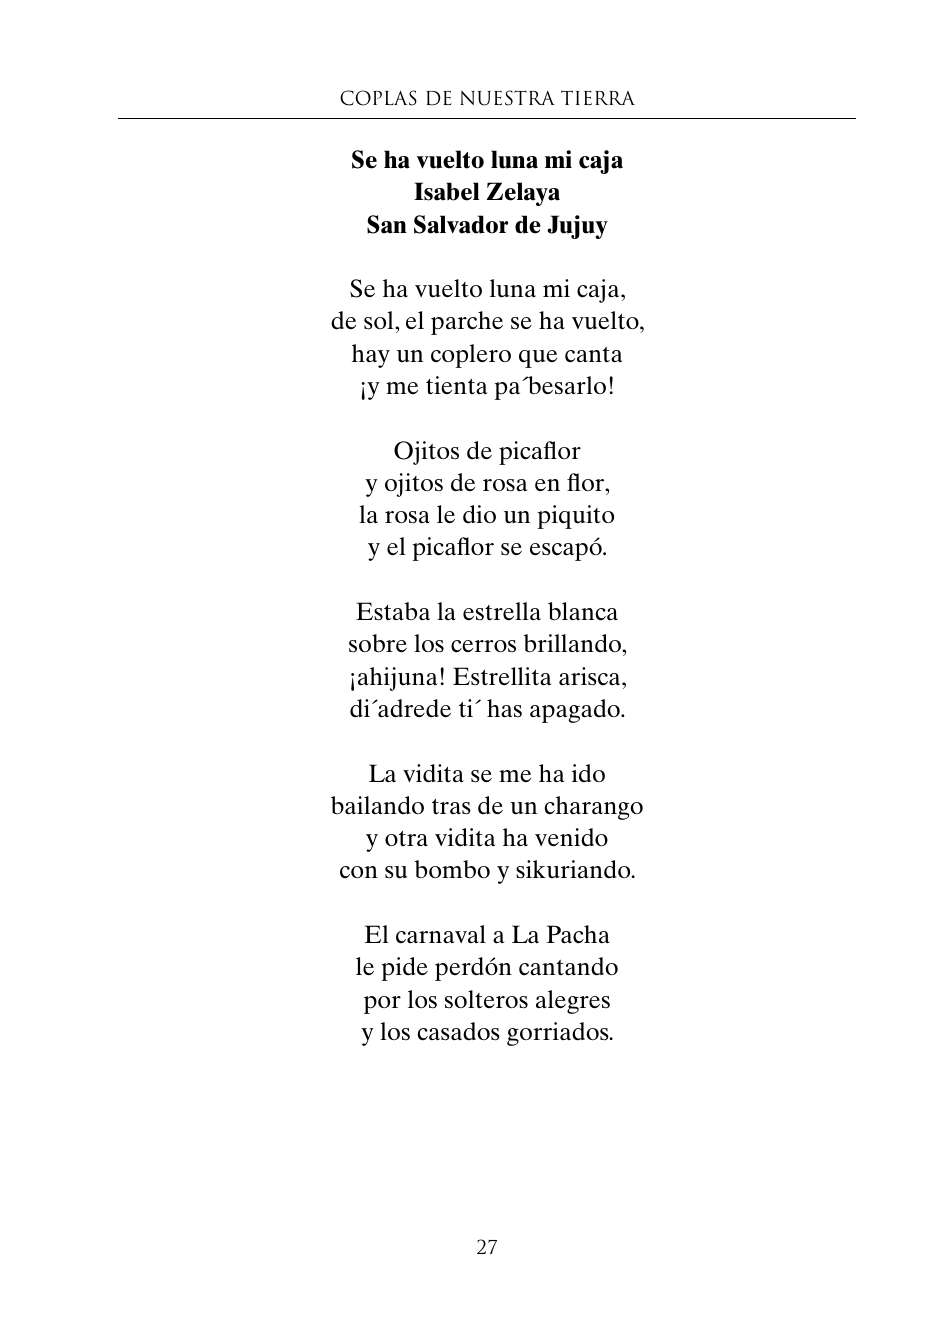 COPLAS DE NUESTRA TIERRA
Se ha vuelto luna mi caja
Isabel Zelaya
San Salvador de Jujuy
Se ha vuelto luna mi caja,
de sol, el parche se ha vuelto,
hay un coplero que canta
¡y me tienta pa´besarlo!
Ojitos de picaflor
y ojitos de rosa en flor,
la rosa le dio un piquito
y el picaflor se escapó.
Estaba la estrella blanca
sobre los cerros brillando,
¡ahijuna! Estrellita arisca,
di´adrede ti´ has apagado.
La vidita se me ha ido
bailando tras de un charango
y otra vidita ha venido
con su bombo y sikuriando.
El carnaval a La Pacha
le pide perdón cantando
por los solteros alegres
y los casados gorriados.
27